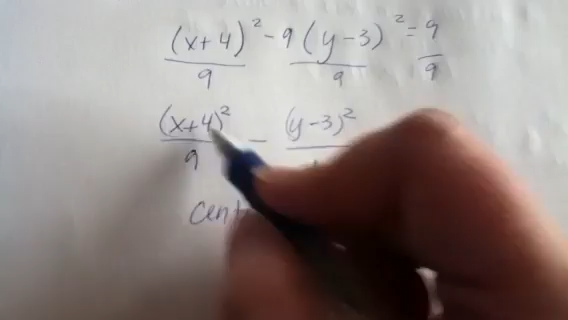 (x+4)² - 9(y-3)² = 9
9 9 9
(x+4)² - (y-3)²
9
cent